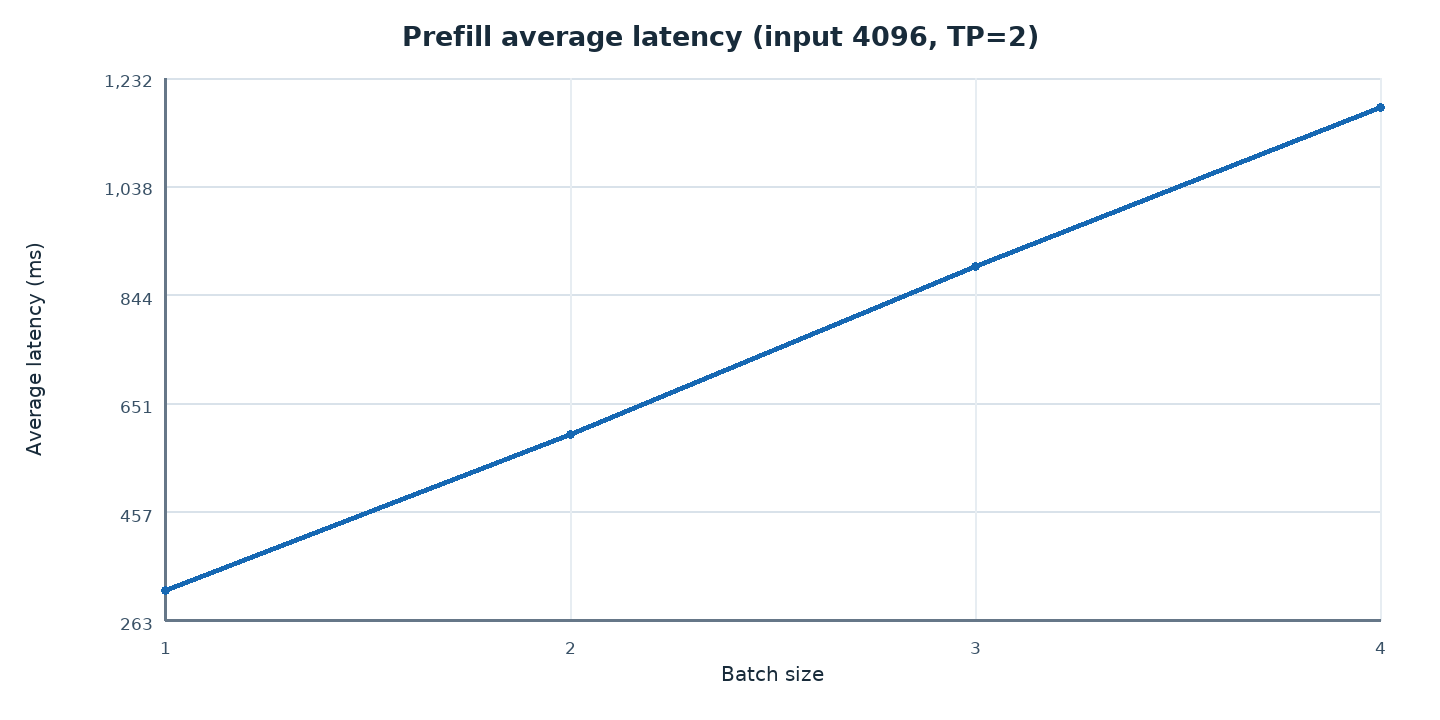 Prefill average latency (input 4096, TP=2)
1,232
1,038
844
651
457
263
Average latency (ms)
1 2 3 4
Batch size